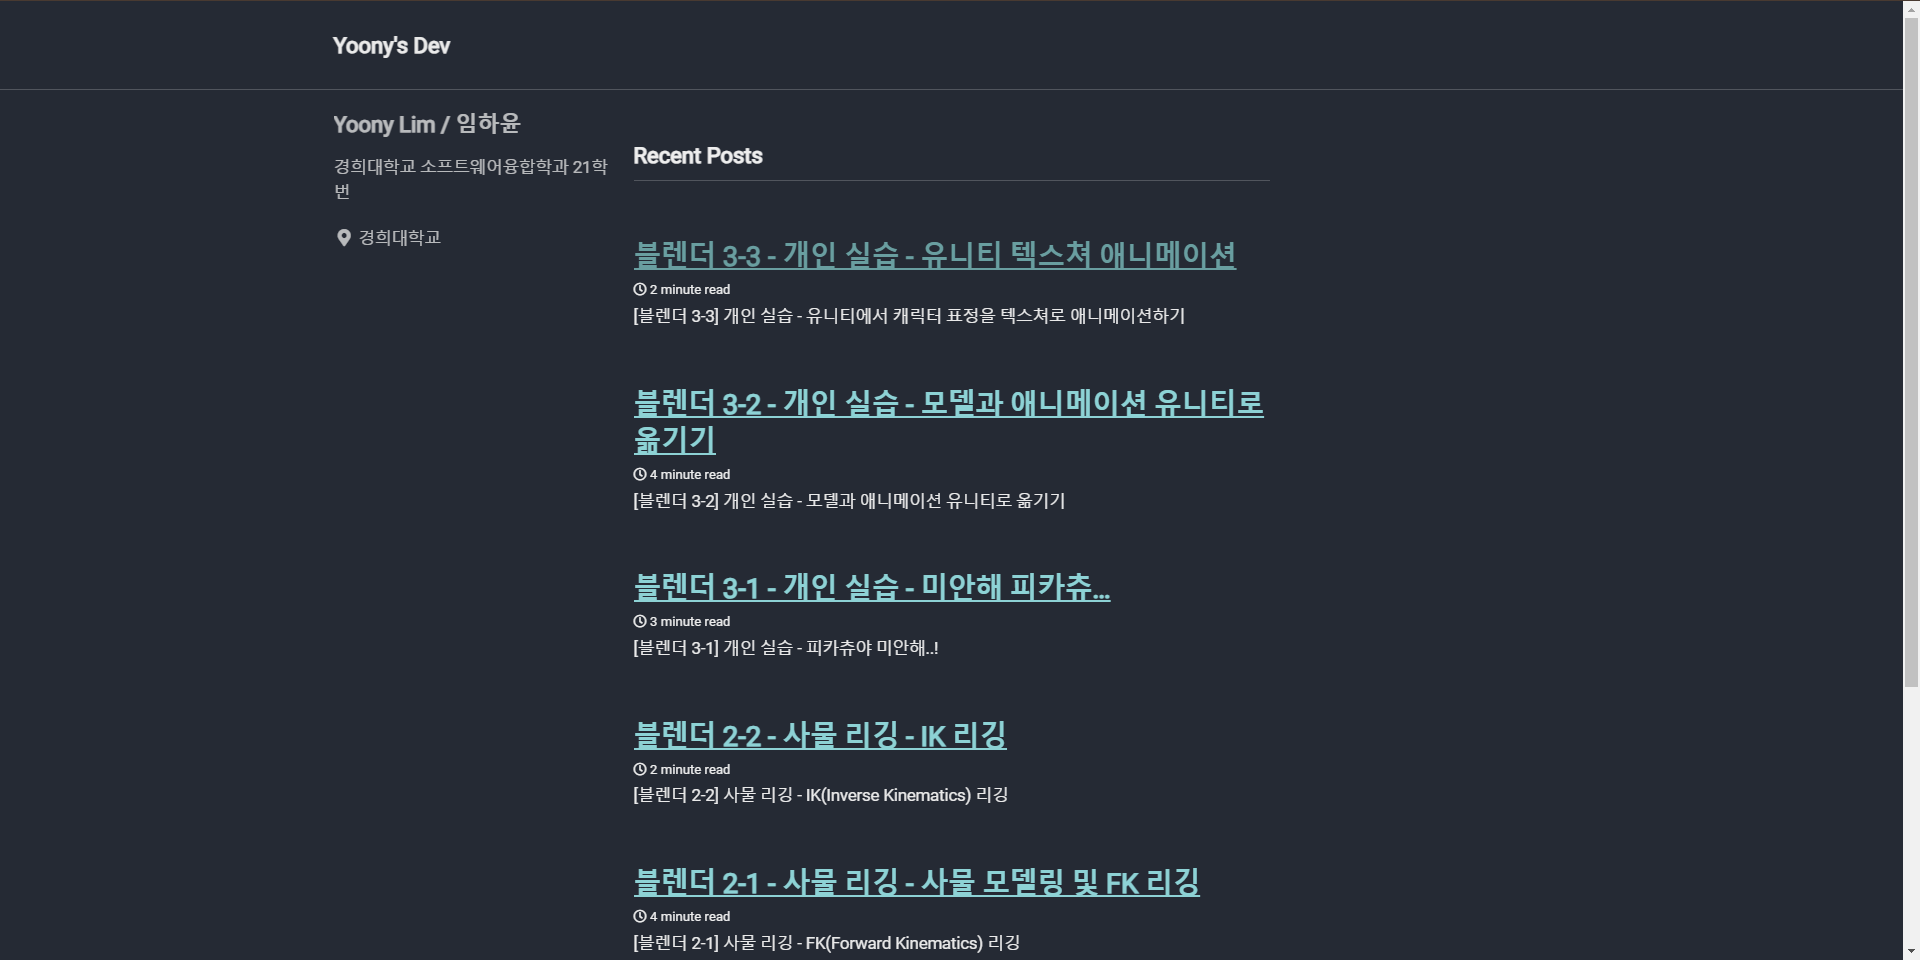 Yoony's Dev
Yoony Lim / 임하윤
경희대학교 소프트웨어융합학과 21학
번
경희대학교
Recent Posts
블렌더 3-3 - 개인 실습 - 유니티 텍스쳐 애니메이션
2 minute read
[블렌더 3-3] 개인 실습 - 유니티에서 캐릭터 표정을 텍스쳐로 애니메이션하기
블렌더 3-2 - 개인 실습 - 모델과 애니메이션 유니티로
옮기기
4 minute read
[블렌더 3-2] 개인 실습 - 모델과 애니메이션 유니티로 옮기기
블렌더 3-1 - 개인 실습 - 미안해 피카츄...
3 minute read
[블렌더 3-1] 개인 실습 - 피카츄야 미안해..!
블렌더 2-2 - 사물 리깅 - IK 리깅
2 minute read
[블렌더 2-2] 사물 리깅 - IK(Inverse Kinematics) 리깅
블렌더 2-1 - 사물 리깅 - 사물 모델링 및 FK 리깅
4 minute read
[블렌더 2-1] 사물 리깅 - FK(Forward Kinematics) 리깅